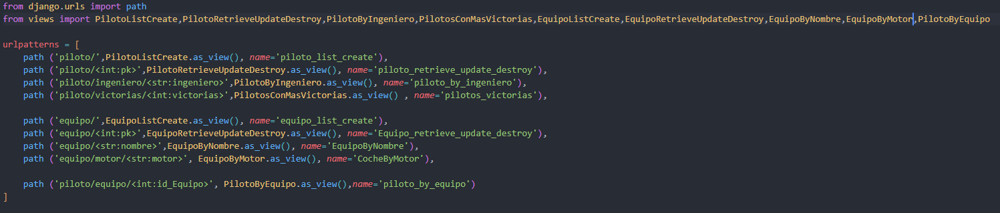 from django.urls import path
from views import PilotoListCreate,PilotoRetrieveUpdateDestroy,PilotoByIngeniero,PilotosConMasVictorias,EquipoListCreate,EquipoRetrieveUpdateDestroy,EquipoByNombre,EquipoByMotor,PilotoByEquipo
urlpatterns = [
    path ('piloto/',PilotoListCreate.as_view(), name='piloto_list_create'),
    path ('piloto/<int:pk>',PilotoRetrieveUpdateDestroy.as_view(), name='piloto_retrieve_update_destroy'),
    path ('piloto/ingeniero/<str:ingeniero>',PilotoByIngeniero.as_view(), name='piloto_by_ingeniero'),
    path ('piloto/victorias/<int:victorias>',PilotosConMasVictorias.as_view() , name='pilotos_victorias'),
    path ('equipo/',EquipoListCreate.as_view(), name='equipo_list_create'),
    path ('equipo/<int:pk>',EquipoRetrieveUpdateDestroy.as_view(), name='Equipo_retrieve_update_destroy'),
    path ('equipo/<str:nombre>',EquipoByNombre.as_view(), name='EquipoByNombre'),
    path ('equipo/motor/<str:motor>', EquipoByMotor.as_view(), name='CocheByMotor'),
    path ('piloto/equipo/<int:id_Equipo>', PilotoByEquipo.as_view(),name='piloto_by_equipo')
]